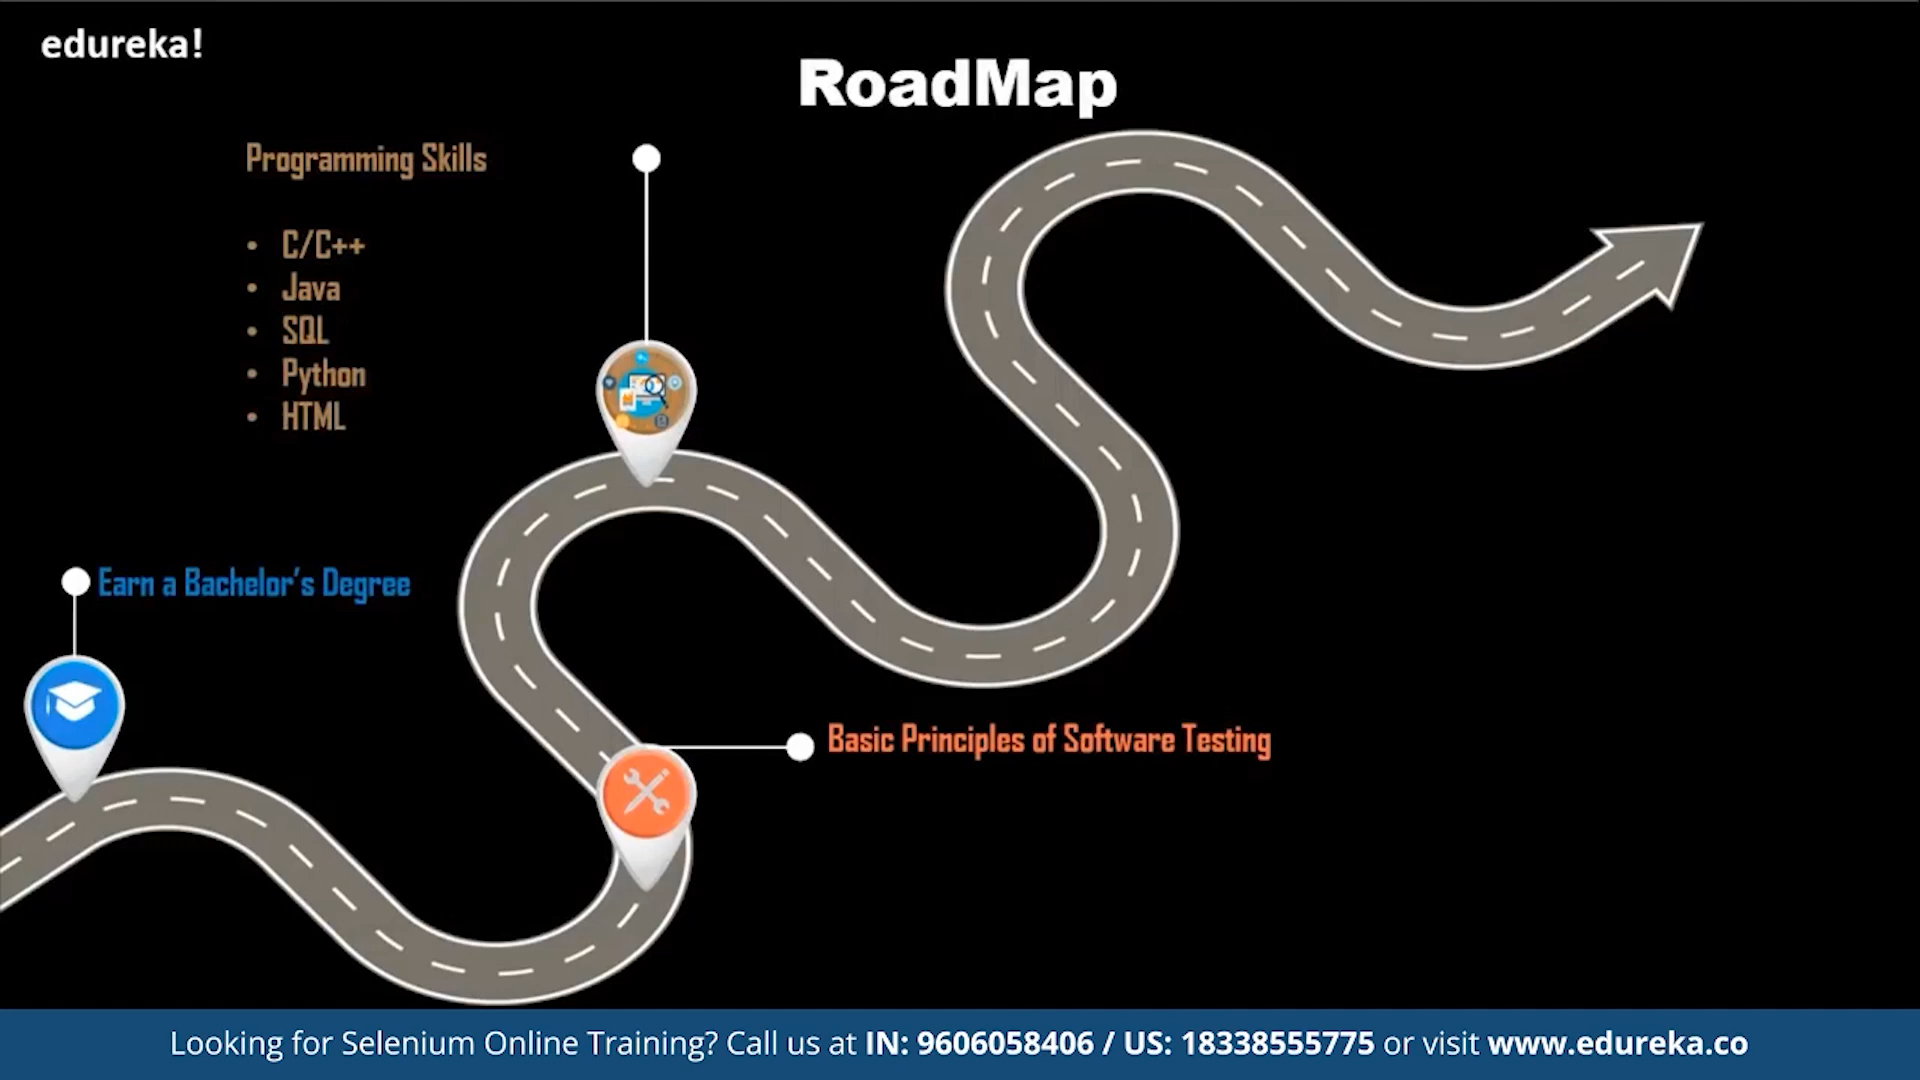 edureka!
RoadMap
Programming Skills
• C/C++
• Java
• SQL
• Python
• HTML
Earn a Bachelor's Degree
Basic Principles of Software Testing
Looking for Selenium Online Training? Call us at IN: 9606058406 / US: 18338555775 or visit www.edureka.co